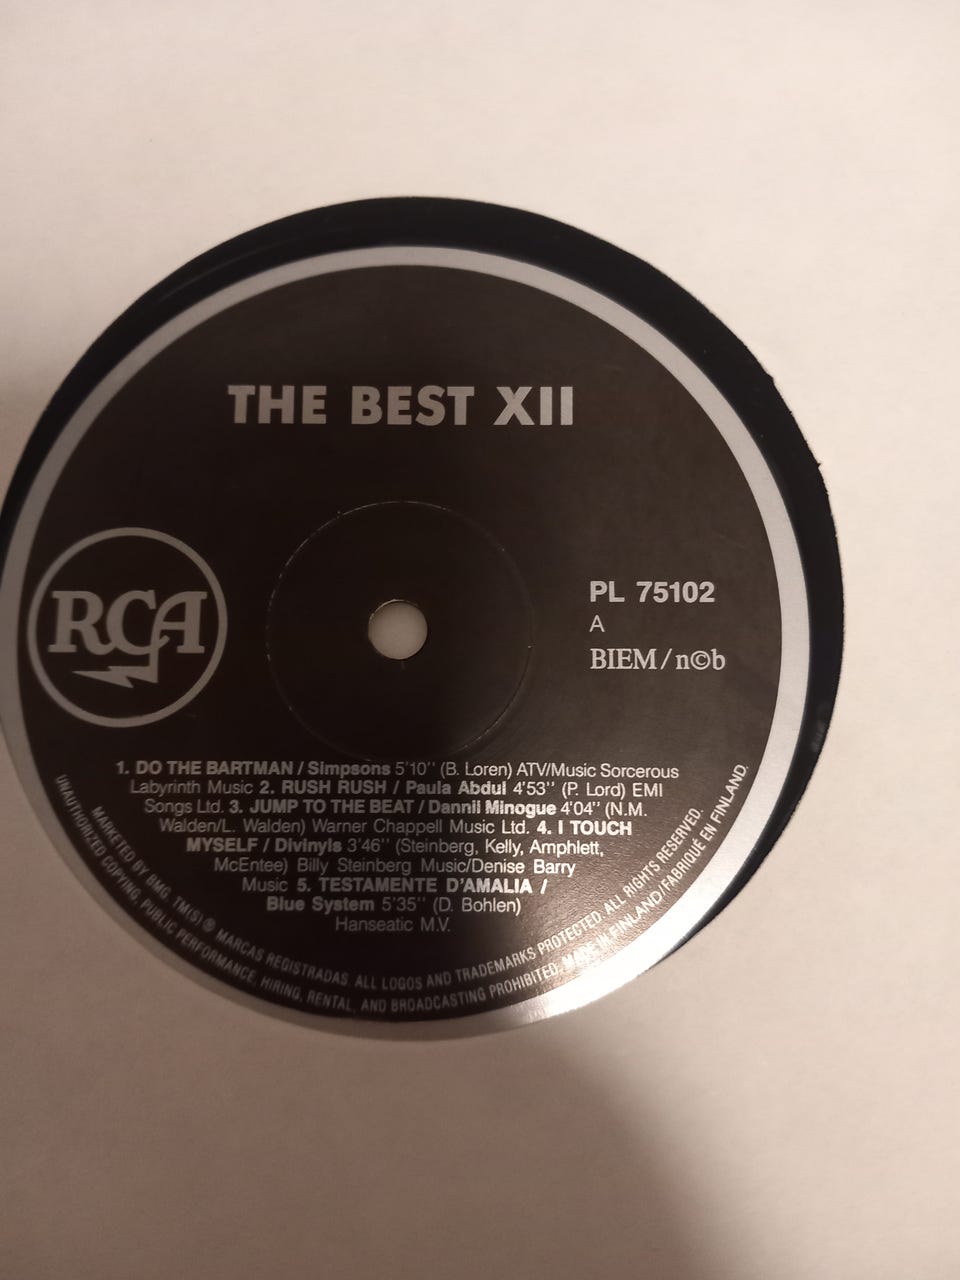 THE BEST XII
RCA
PL 75102
A
BIEM/n©b
1. DO THE BARTMAN / Simpsons 5'10'' (B. Loren) ATV/Music Sorcerous
Labyrinth Music 2. RUSH RUSH / Paula Abdul 4'53'' (P. Lord) EMI
Songs Ltd. 3. JUMP TO THE BEAT / Dannii Minogue 4'04'' (N.M.
Walden/L. Walden) Warner Chappell Music Ltd. 4. I TOUCH
MYSELF / Divinyls 3'46'' (Steinberg, Kelly, Amphlett,
McEntee) Billy Steinberg Music/Denise Barry
Music 5. TESTAMENTE D'AMALIA /
Blue System 5'35'' (D. Bohlen)
Hanseatic M.V.
MARKETED BY BMG. TM(S) ® MARCAS REGISTRADAS. ALL LOGOS AND TRADEMARKS PROTECTED. ALL RIGHTS RESERVED.
UNAUTHORIZED COPYING, PUBLIC PERFORMANCE, HIRING, RENTAL, AND BROADCASTING PROHIBITED. MADE IN FINLAND/FABRIQUÉ EN FINLAND.